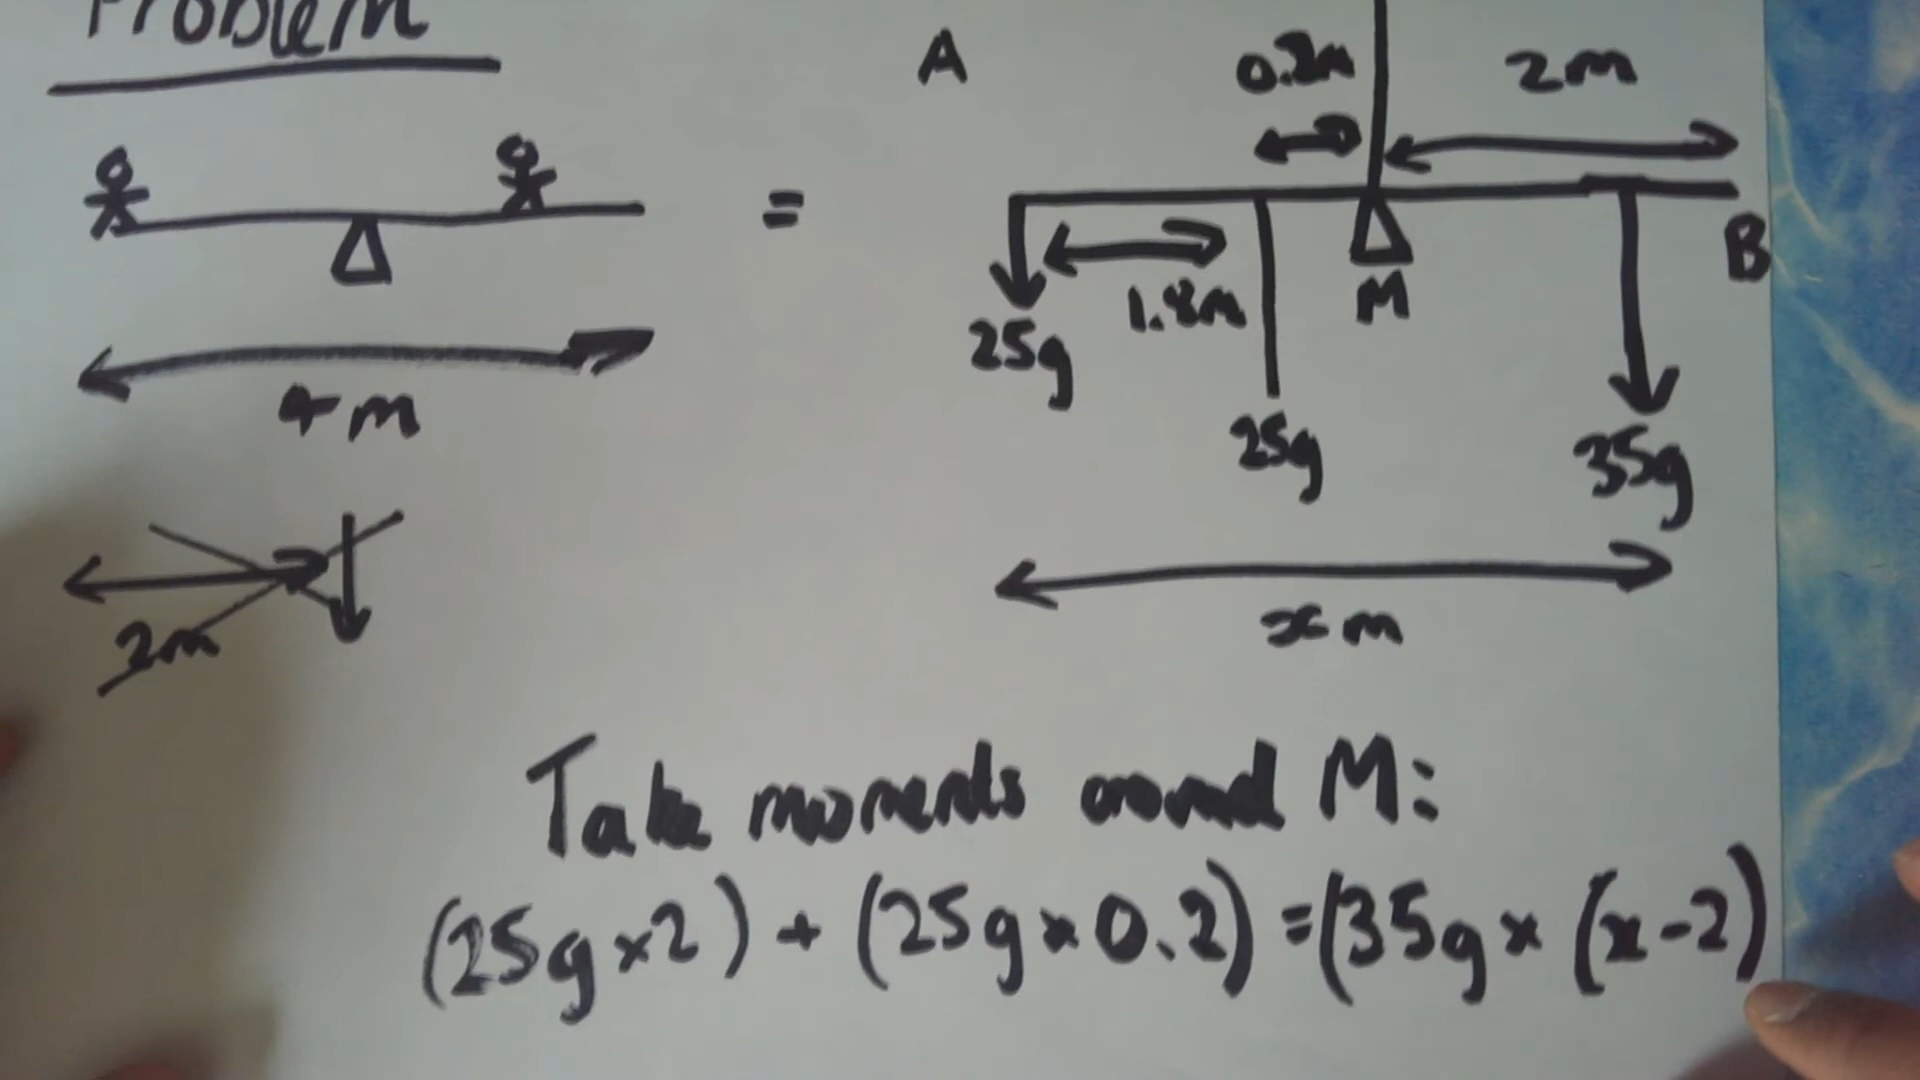 Problem
A
0.2m
2m
=
B
1.8m
M
25g
4m
25g
35g
2m
x m
Take moments around M:
(25g×2) + (25g×0.2) = (35g × (x-2)